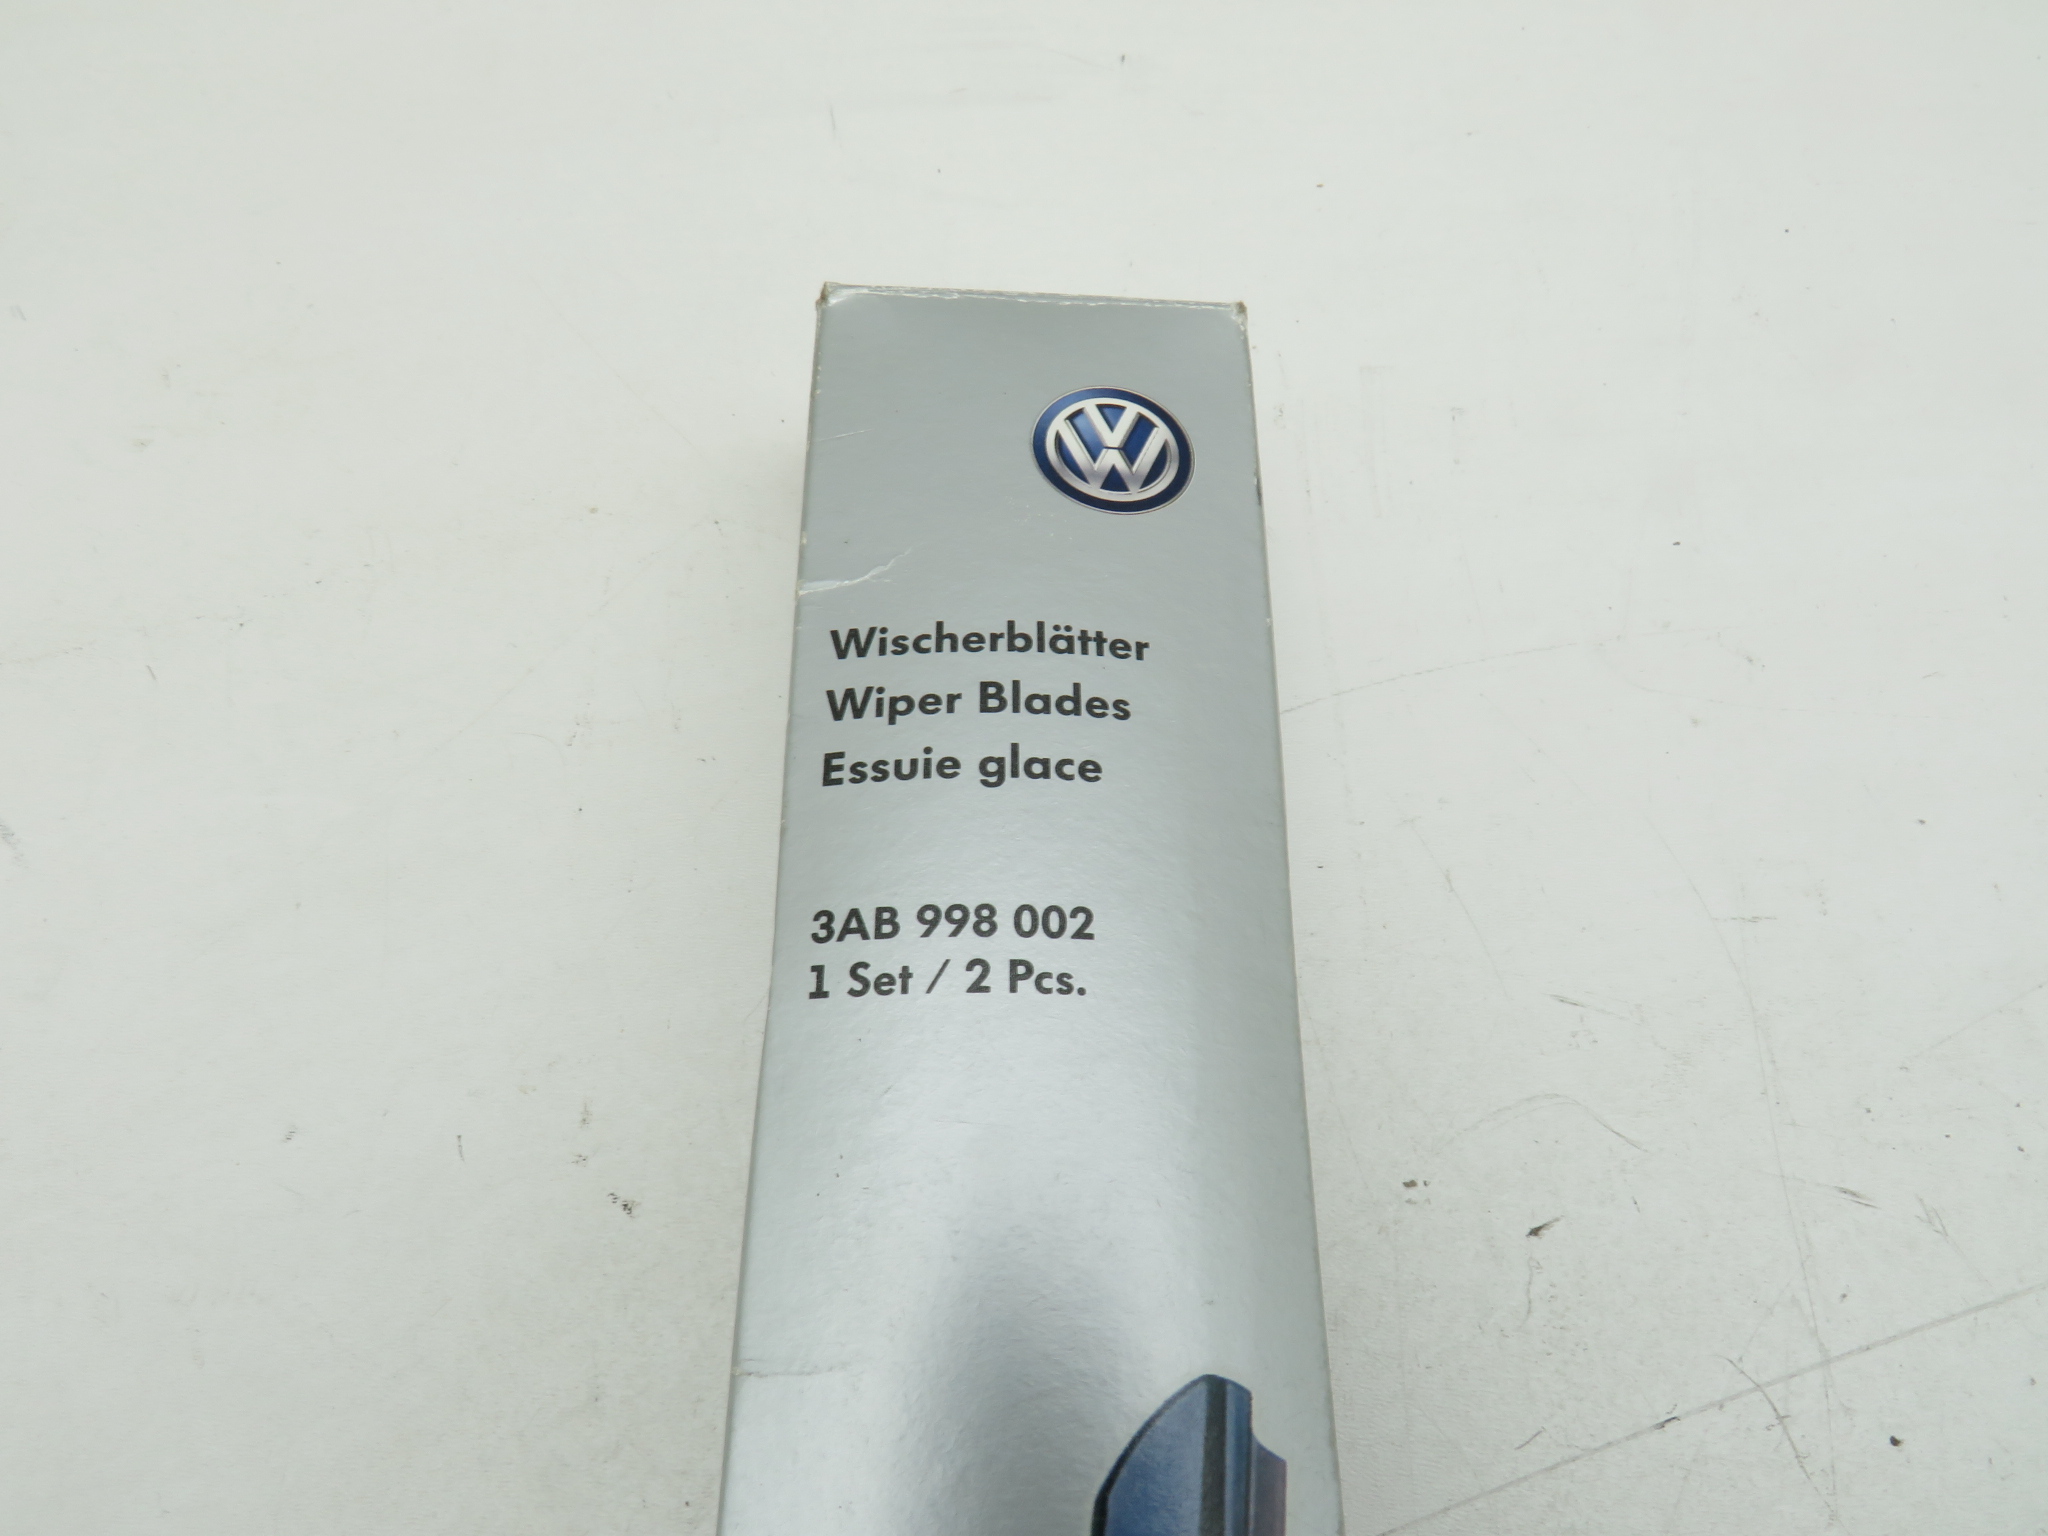 Wischerblätter
Wiper Blades
Essuie glace
3AB 998 002
1 Set / 2 Pcs.